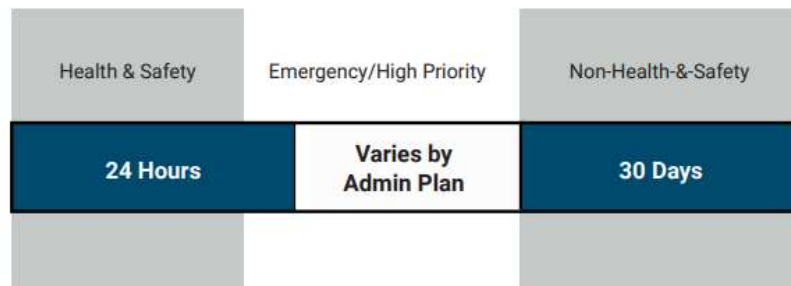 Health & Safety
Emergency/High Priority
Non-Health-&-Safety
24 Hours
Varies by
Admin Plan
30 Days